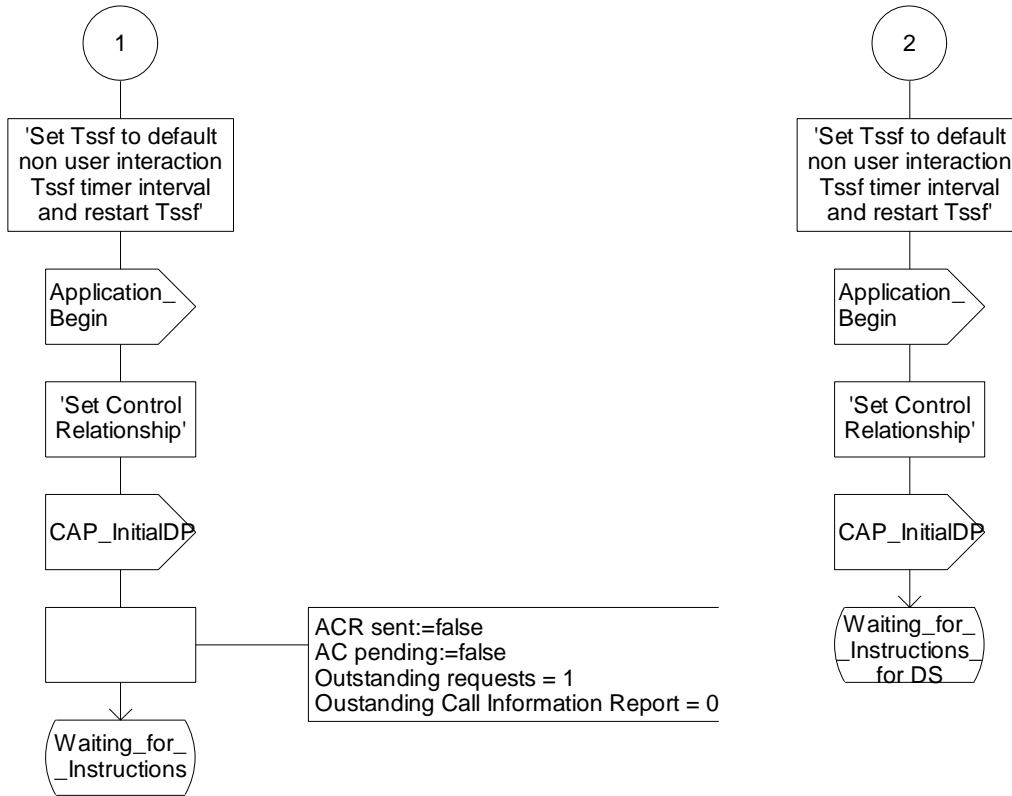 1
'Set Tssf to default
non user interaction
Tssf timer interval
and restart Tssf'
Application_
Begin
'Set Control
Relationship'
CAP_InitialDP
ACR sent:=false
AC pending:=false
Outstanding requests = 1
Oustanding Call Information Report = 0
Waiting_for_
_Instructions
2
'Set Tssf to default
non user interaction
Tssf timer interval
and restart Tssf'
Application_
Begin
'Set Control
Relationship'
CAP_InitialDP
Waiting_for_
_Instructions_
for DS